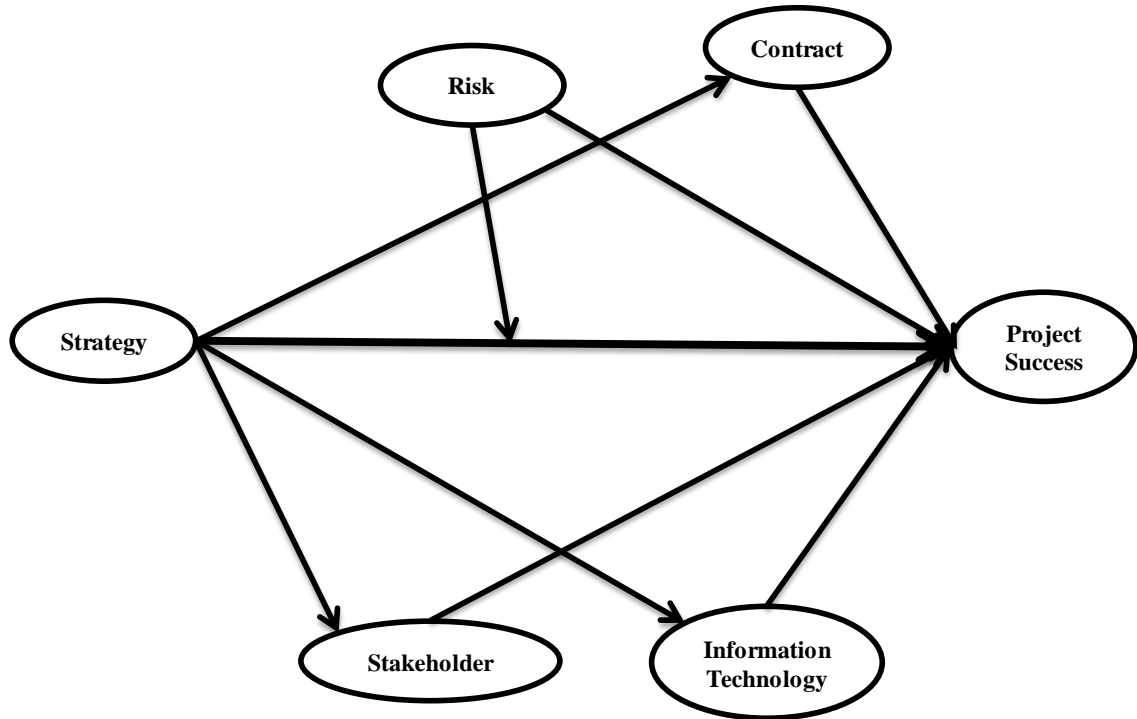 Contract
Risk
Strategy
Project
Success
Stakeholder
Information
Technology